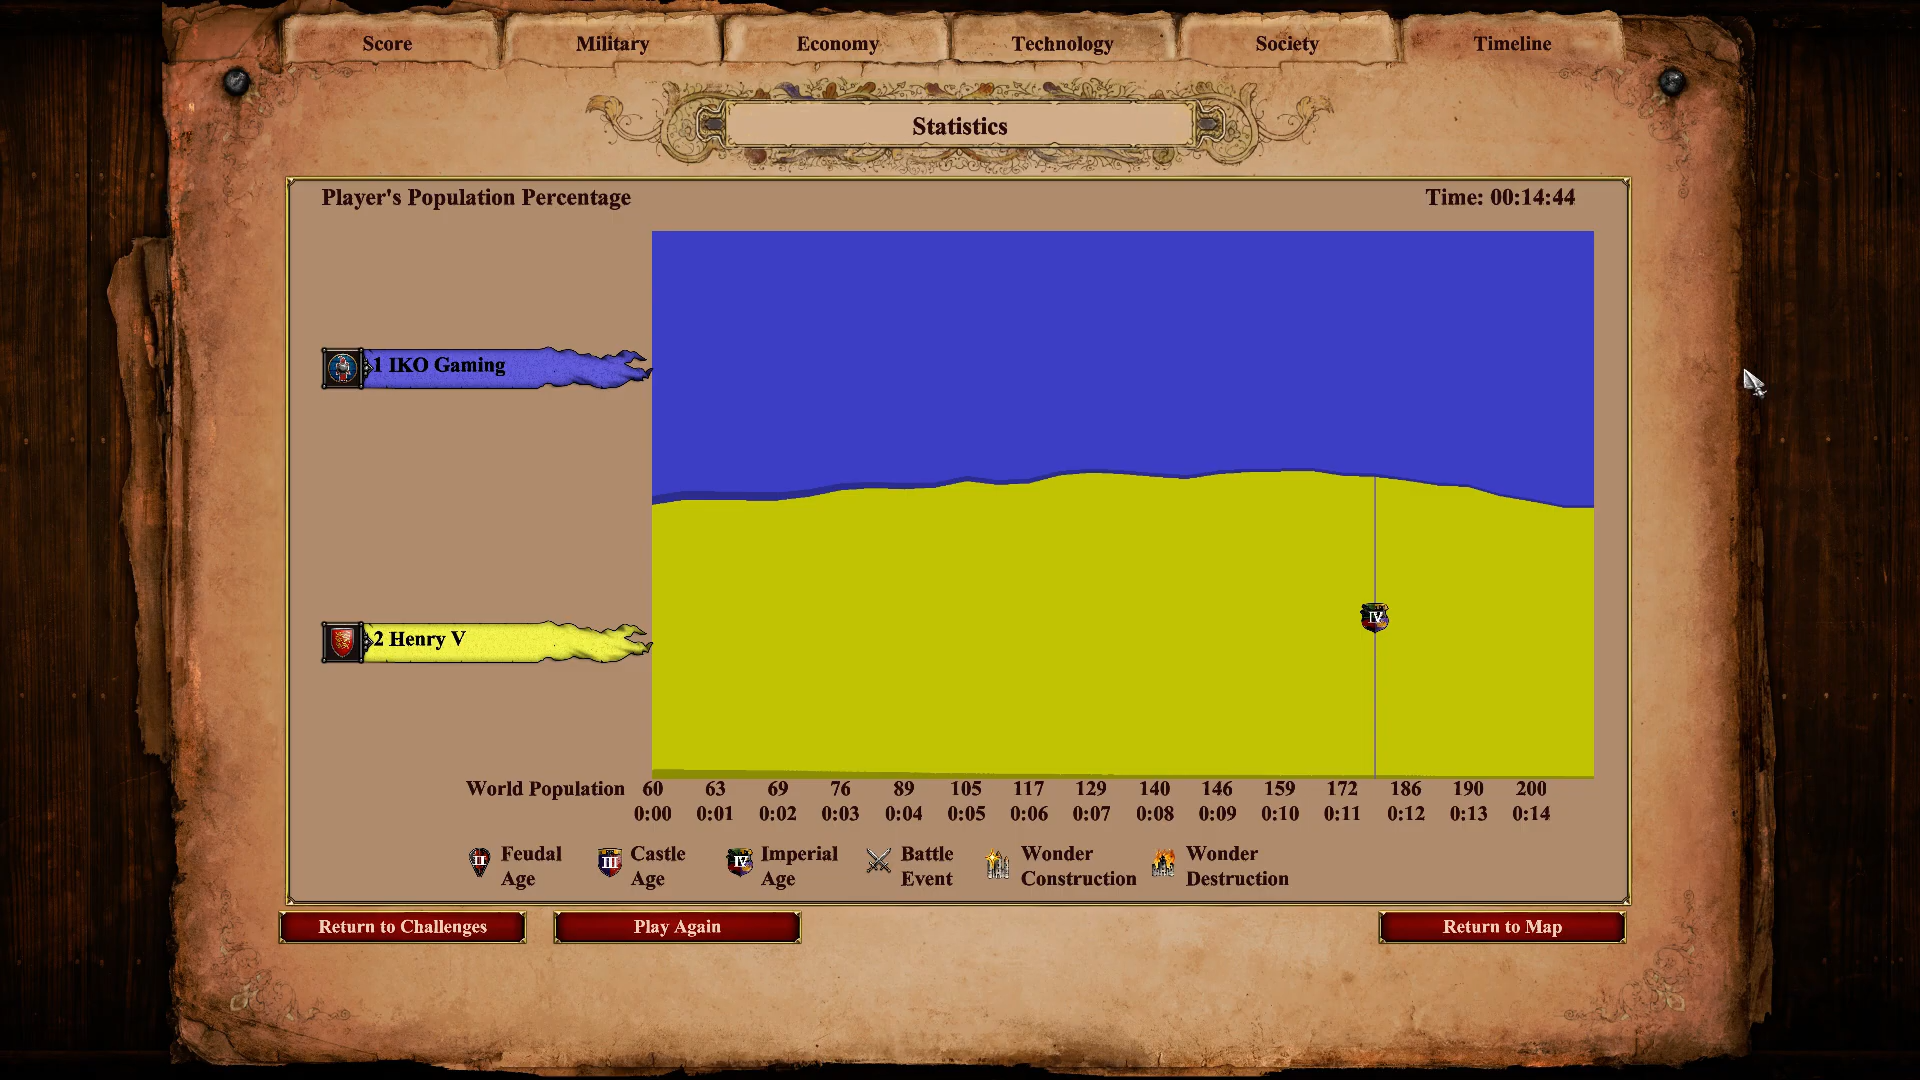 Score Military Economy Technology Society Timeline
Statistics
Player's Population Percentage Time: 00:14:44
1 IKO Gaming
2 Henry V
IV
World Population 60 63 69 76 89 105 117 129 140 146 159 172 186 190 200
0:00 0:01 0:02 0:03 0:04 0:05 0:06 0:07 0:08 0:09 0:10 0:11 0:12 0:13 0:14
II Feudal Age
III Castle Age
IV Imperial Age
Battle Event
Wonder Construction
Wonder Destruction
Return to Challenges Play Again Return to Map